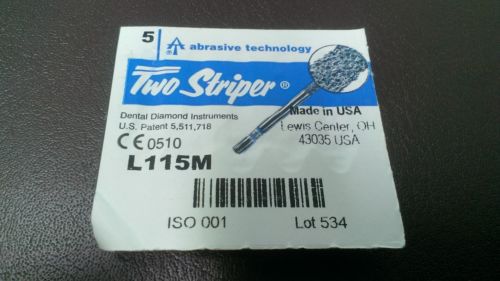 5
AT ® abrasive technology
Two Striper ®
Dental Diamond Instruments
U.S. Patent 5,511,718
Made in USA
Lewis Center, OH
43035 USA
CE 0510
L115M
ISO 001
Lot 534